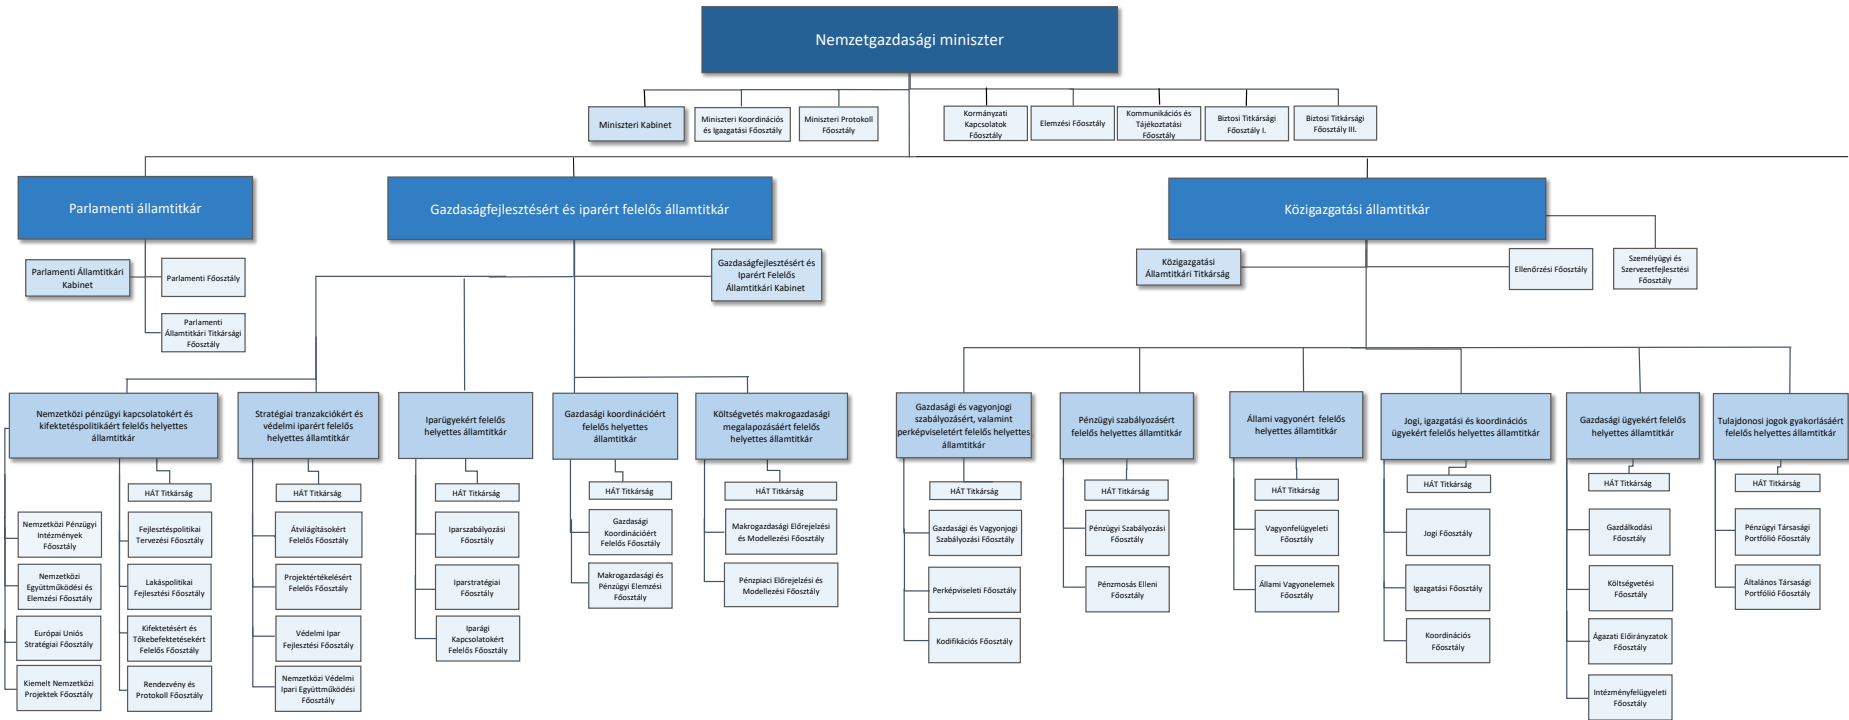 Nemzetgazdasági miniszter
Miniszteri Kabinet
Miniszteri Koordinációs
és Igazgatási Főosztály
Miniszteri Protokoll
Főosztály
Kormányzati
Kapcsolatok
Főosztály
Elemzési Főosztály
Kommunikációs és
Tájékoztatási
Főosztály
Biztosi Titkársági
Főosztály I.
Biztosi Titkársági
Főosztály III.
Parlamenti államtitkár
Gazdaságfejlesztésért és iparért felelős államtitkár
Közigazgatási államtitkár
Parlamenti Államtitkári
Kabinet
Parlamenti Főosztály
Parlamenti
Államtitkári Titkársági
Főosztály
Gazdaságfejlesztésért és
Iparért Felelős
Államtitkári Kabinet
Közigazgatási
Államtitkári Titkárság
Ellenőrzési Főosztály
Személyügyi és
Szervezetfejlesztési
Főosztály
Nemzetközi pénzügyi kapcsolatokért és
kifektetéspolitikáért felelős helyettes
államtitkár
HÁT Titkárság
Nemzetközi Pénzügyi
Intézmények
Főosztály
Nemzetközi
Együttműködési és
Elemzési Főosztály
Európai Uniós
Stratégiai Főosztály
Kiemelt Nemzetközi
Projektek Főosztály
Fejlesztéspolitikai
Tervezési Főosztály
Lakáspolitikai
Fejlesztési Főosztály
Kifektetésért és
Tőkebefektetésekért
Felelős Főosztály
Rendezvény és
Protokoll Főosztály
Stratégiai tranzakciókért és
védelmi iparért felelős
helyettes államtitkár
HÁT Titkárság
Átvilágításokért
Felelős Főosztály
Projektértékelésért
Felelős Főosztály
Védelmi Ipar
Fejlesztési Főosztály
Nemzetközi Védelmi
Ipari Együttműködési
Főosztály
Iparügyekért felelős
helyettes államtitkár
HÁT Titkárság
Iparszabályozási
Főosztály
Iparstratégiai
Főosztály
Iparági
Kapcsolatokért
Felelős Főosztály
Gazdasági koordinációért
felelős helyettes
államtitkár
HÁT Titkárság
Gazdasági
Koordinációért
Felelős Főosztály
Makrogazdasági és
Pénzügyi Elemzési
Főosztály
Költségvetés makrogazdasági
megalapozásáért felelős
helyettes államtitkár
HÁT Titkárság
Makrogazdasági Előrejelzési
és Modellezési Főosztály
Pénzpiaci Előrejelzési és
Modellezési Főosztály
Gazdasági és vagyonjogi
szabályozásért, valamint
perképviseletért felelős helyettes
államtitkár
HÁT Titkárság
Gazdasági és Vagyonjogi
Szabályozási Főosztály
Perképviseleti Főosztály
Kodifikációs Főosztály
Pénzügyi szabályozásért
felelős helyettes államtitkár
HÁT Titkárság
Pénzügyi Szabályozási
Főosztály
Pénzmosás Elleni
Főosztály
Állami vagyonért felelős
helyettes államtitkár
HÁT Titkárság
Vagyonfelügyeleti
Főosztály
Állami Vagyonelemek
Főosztály
Jogi, igazgatási és koordinációs
ügyekért felelős helyettes államtitkár
HÁT Titkárság
Jogi Főosztály
Igazgatási Főosztály
Koordinációs
Főosztály
Gazdasági ügyekért felelős
helyettes államtitkár
HÁT Titkárság
Gazdálkodási
Főosztály
Költségvetési
Főosztály
Ágazati Előirányzatok
Főosztály
Intézményfelügyeleti
Főosztály
Tulajdonosi jogok gyakorlásáért
felelős helyettes államtitkár
HÁT Titkárság
Pénzügyi Társasági
Portfólió Főosztály
Általános Társasági
Portfólió Főosztály